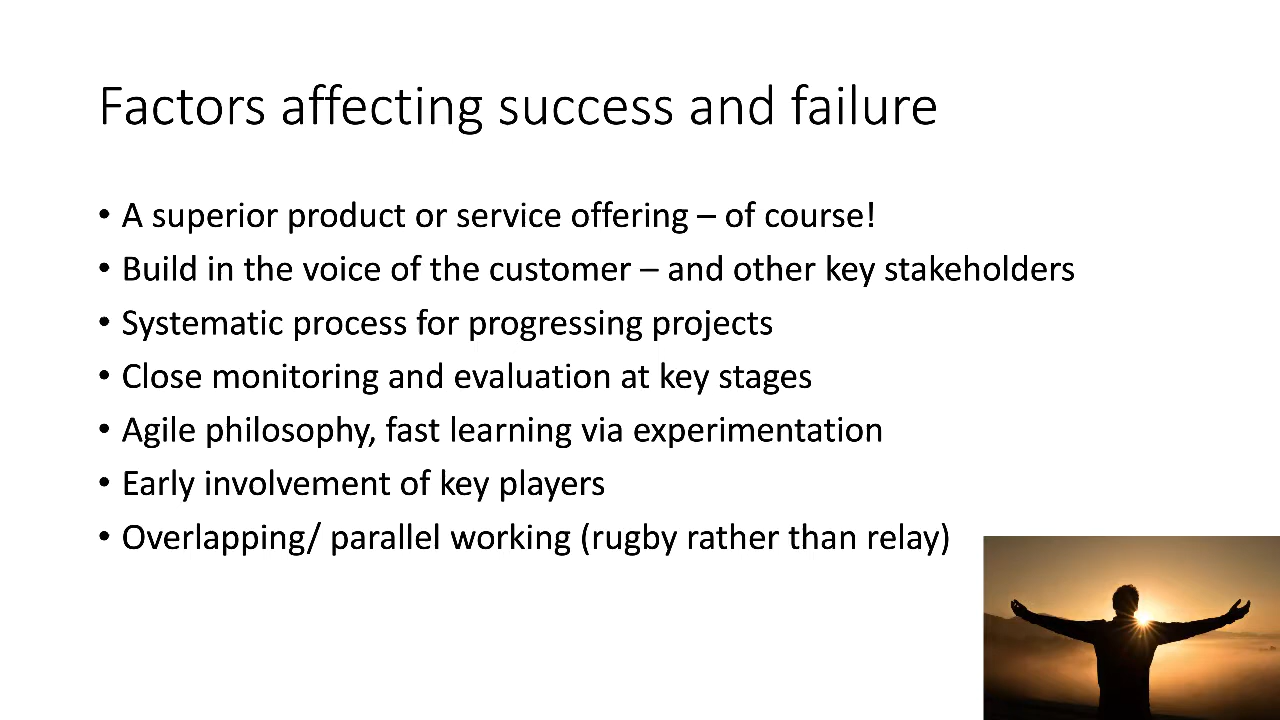 Factors affecting success and failure
• A superior product or service offering – of course!
• Build in the voice of the customer – and other key stakeholders
• Systematic process for progressing projects
• Close monitoring and evaluation at key stages
• Agile philosophy, fast learning via experimentation
• Early involvement of key players
• Overlapping/ parallel working (rugby rather than relay)